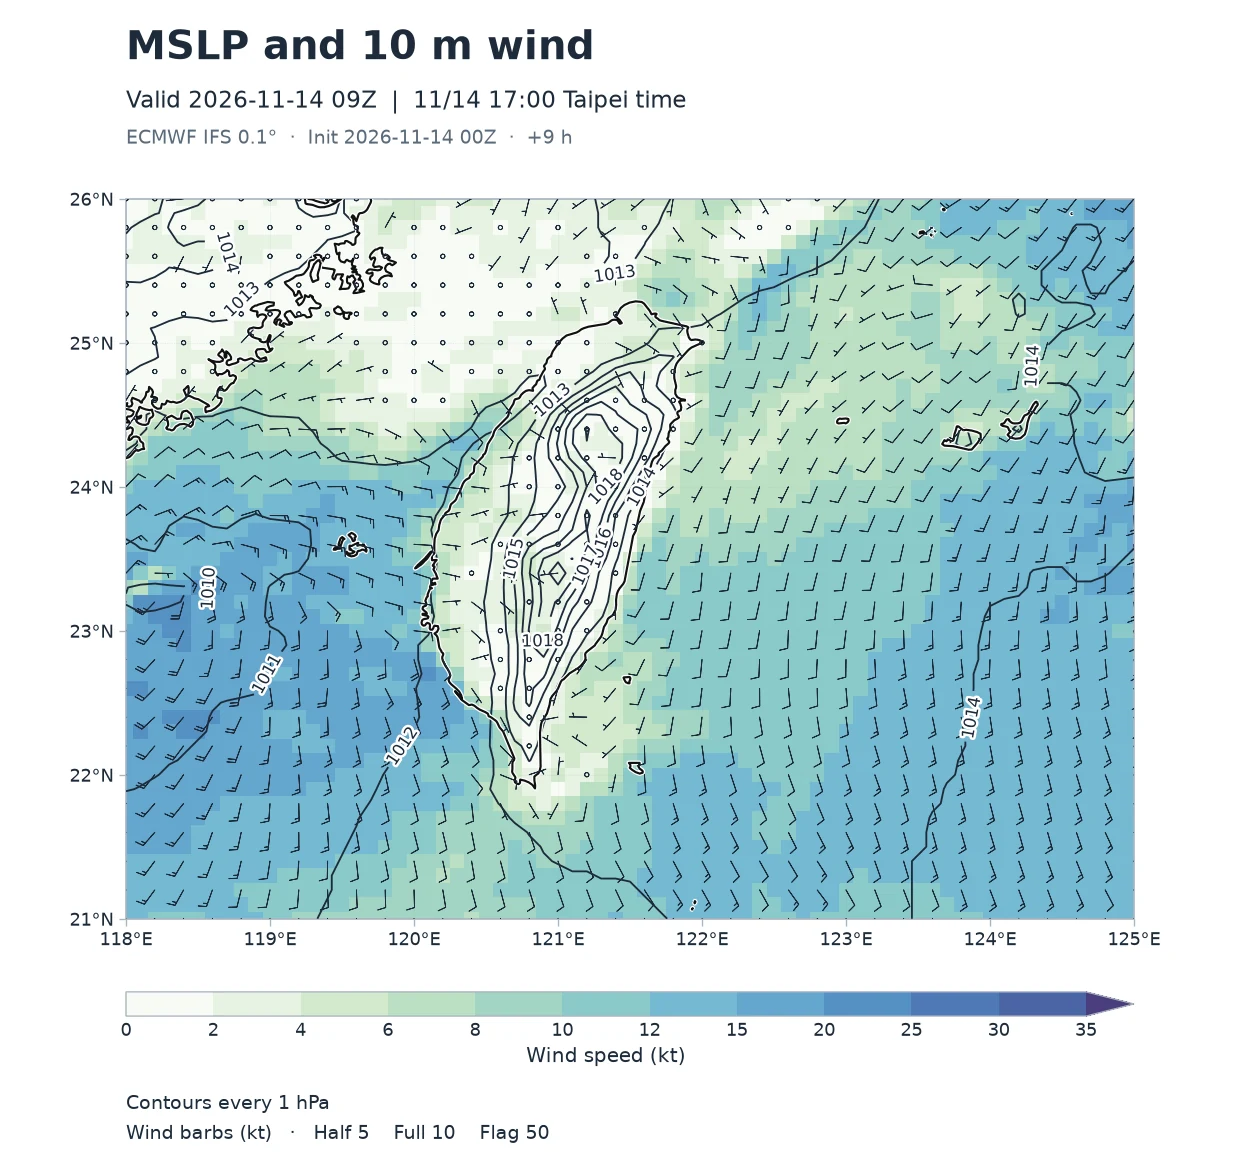 MSLP and 10 m wind
Valid 2026-11-14 09Z | 11/14 17:00 Taipei time
ECMWF IFS 0.1° · Init 2026-11-14 00Z · +9 h
26°N
25°N
24°N
23°N
22°N
21°N
1014
1013
1013
1014
1013
1018
1014
1015
1016
1017
1010
1018
1011
1012
1014
118°E 119°E 120°E 121°E 122°E 123°E 124°E 125°E
0 2 4 6 8 10 12 15 20 25 30 35
Wind speed (kt)
Contours every 1 hPa
Wind barbs (kt) · Half 5 Full 10 Flag 50